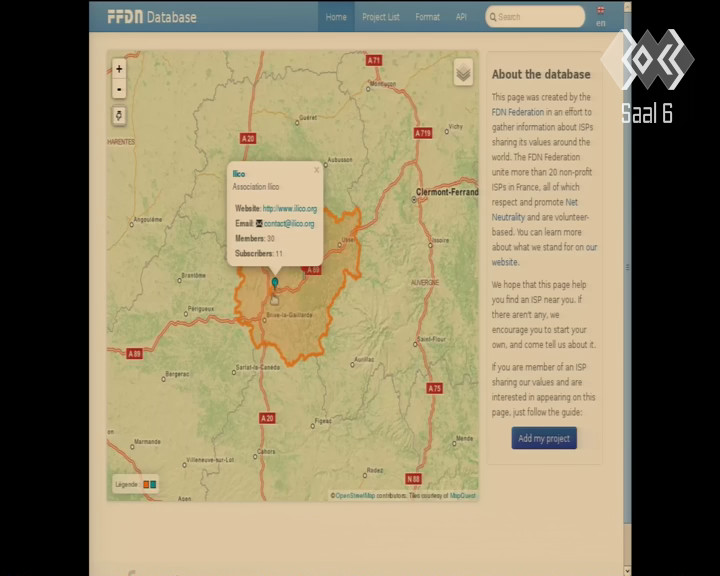 FFDN Database
Home
Project List
Format
API
Search
en
Saal 6
+
-
A 71
Montluçon
Guéret
Vichy
A 719
A 20
HARENTES
Aubusson
Clermont-Ferrand
Ilico
Association Ilico
Website: http://www.ilico.org
Email: contact@ilico.org
Members: 30
Subscribers: 11
x
Angoulême
Ussel
Issoire
A 89
Brantôme
AUVERGNE
Périgueux
Brive-la-Gaillarde
A 89
Saint-Flour
Aurillac
Sarlat-la-Canéda
Bergerac
A 75
A 20
Figeac
Marmande
Cahors
Mende
Villeneuve-sur-Lot
Rodez
N 88
Agen
Légende :
© OpenStreetMap contributors. Tiles courtesy of MapQuest
About the database
This page was created by the
FDN Federation in an effort to
gather information about ISPs
sharing its values around the
world. The FDN Federation
unite more than 20 non-profit
ISPs in France, all of which
respect and promote Net
Neutrality and are volunteer-
based. You can learn more
about what we stand for on our
website.
We hope that this page help
you find an ISP near you. If
there aren't any, we
encourage you to start your
own, and come tell us about it.
If you are member of an ISP
sharing our values and are
interested in appearing on this
page, just follow the guide:
Add my project